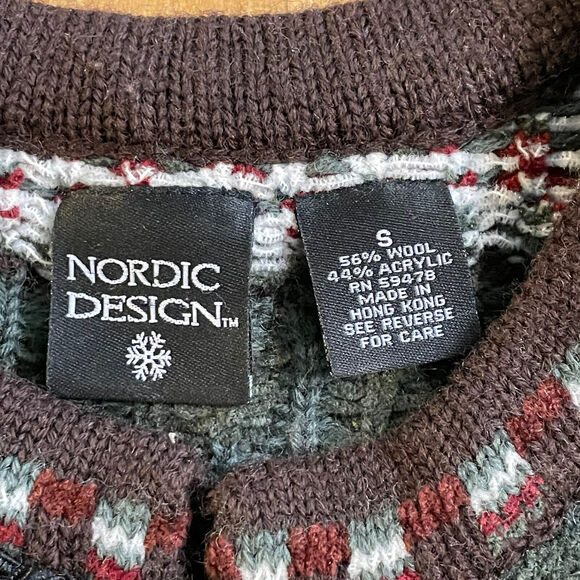 NORDIC
DESIGN™
S
56% WOOL
44% ACRYLIC
RN 59478
MADE IN
HONG KONG
SEE REVERSE
FOR CARE